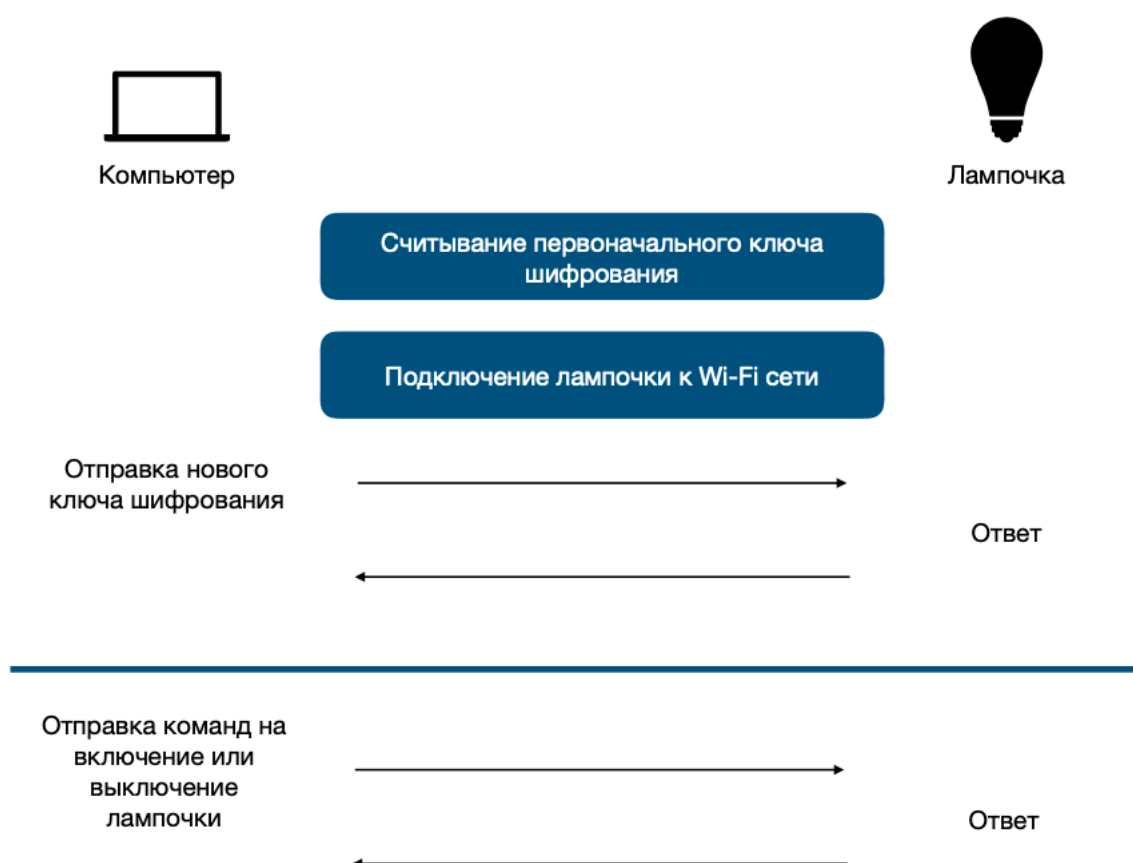 Компьютер
Лампочка
Считывание первоначального ключа
шифрования
Подключение лампочки к Wi-Fi сети
Отправка нового
ключа шифрования
Ответ
Отправка команд на
включение или
выключение
лампочки
Ответ